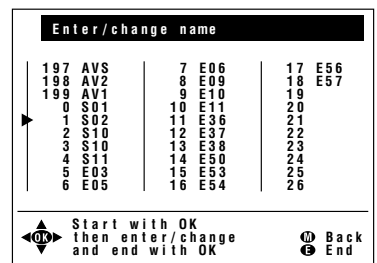 Enter/change name
197 AVS
198 AV2
199 AV1
0 S01
1 S02
2 S10
3 S10
4 S11
5 E03
6 E05
7 E06
8 E09
9 E10
10 E11
11 E36
12 E37
13 E38
14 E50
15 E53
16 E54
17 E56
18 E57
19
20
21
22
23
24
25
26
Start with OK
OK then enter/change
and end with OK
M Back
E End